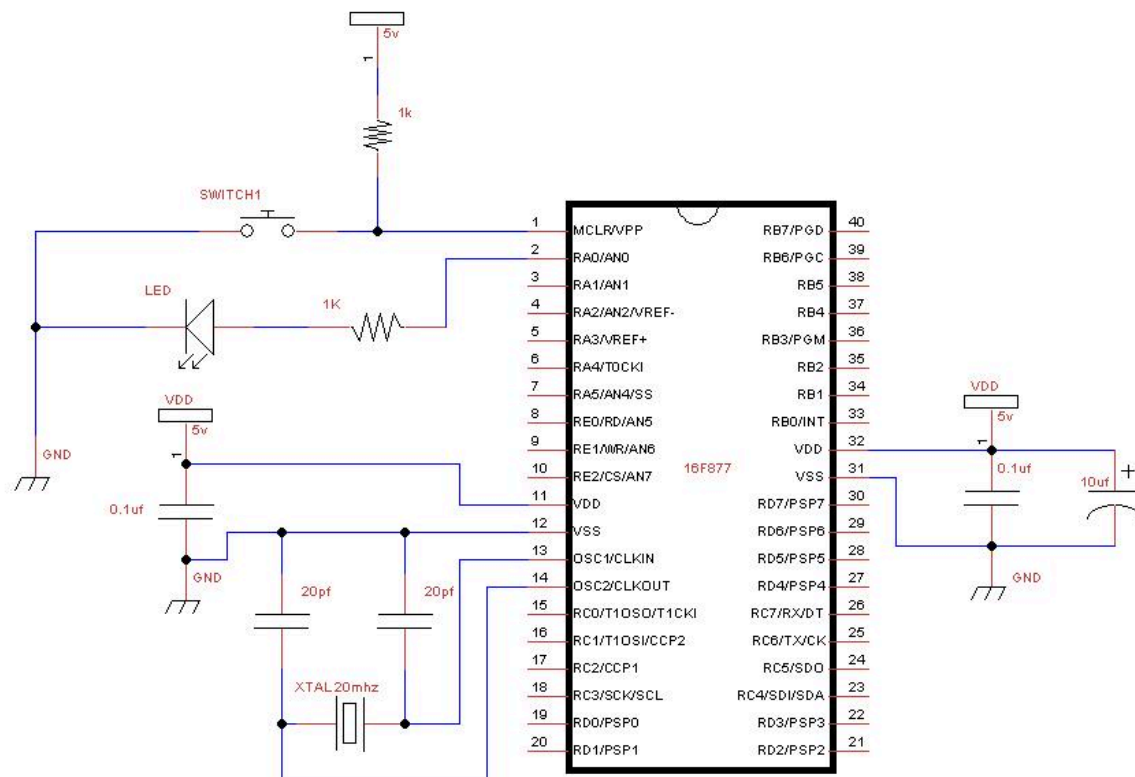 5v
1
1k
SWITCH1
LED
1K
VDD
5v
1
0.1uf
GND
GND
20pf
20pf
XTAL20mhz
1 MCLR/VPP
2 RA0/AN0
3 RA1/AN1
4 RA2/AN2/VREF-
5 RA3/VREF+
6 RA4/T0CKI
7 RA5/AN4/SS
8 RE0/RD/AN5
9 RE1/WR/AN6
10 RE2/CS/AN7
11 VDD
12 VSS
13 OSC1/CLKIN
14 OSC2/CLKOUT
15 RC0/T1OSO/T1CKI
16 RC1/T1OSI/CCP2
17 RC2/CCP1
18 RC3/SCK/SCL
19 RD0/PSP0
20 RD1/PSP1
16F877
RB7/PGD 40
RB6/PGC 39
RB5 38
RB4 37
RB3/PGM 36
RB2 35
RB1 34
RB0/INT 33
VDD 32
VSS 31
RD7/PSP7 30
RD6/PSP6 29
RD5/PSP5 28
RD4/PSP4 27
RC7/RX/DT 26
RC6/TX/CK 25
RC5/SDO 24
RC4/SDI/SDA 23
RD3/PSP3 22
RD2/PSP2 21
VDD
5v
1
0.1uf
10uf
+
GND